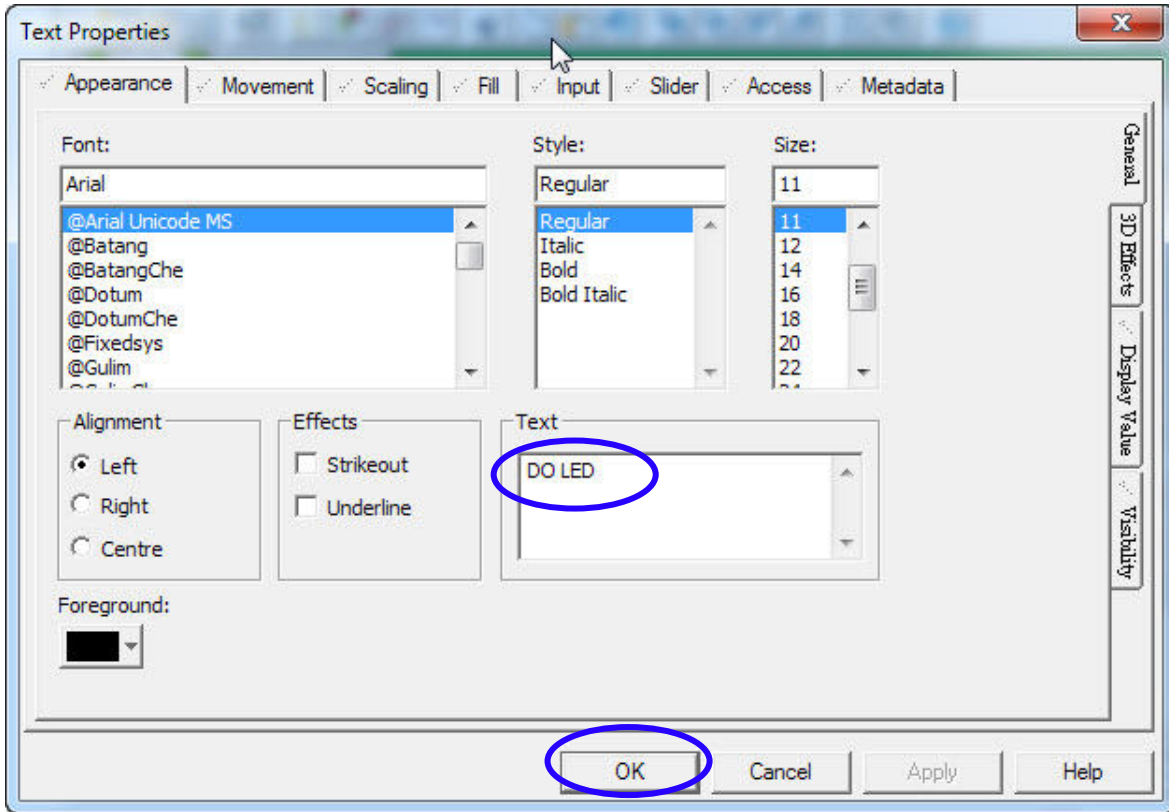 Text Properties
Appearance Movement Scaling Fill Input Slider Access Metadata
General
3D Effects
Display Value
Visibility
Font: Style: Size:
Arial Regular 11
@Arial Unicode MS Regular 11
@Batang Italic 12
@BatangChe Bold 14
@Dotum Bold Italic 16
@DotumChe 18
@Fixedsys 20
@Gulim 22
Alignment Effects Text
Left Strikeout DO LED
Right Underline
Centre
Foreground:
OK Cancel Apply Help